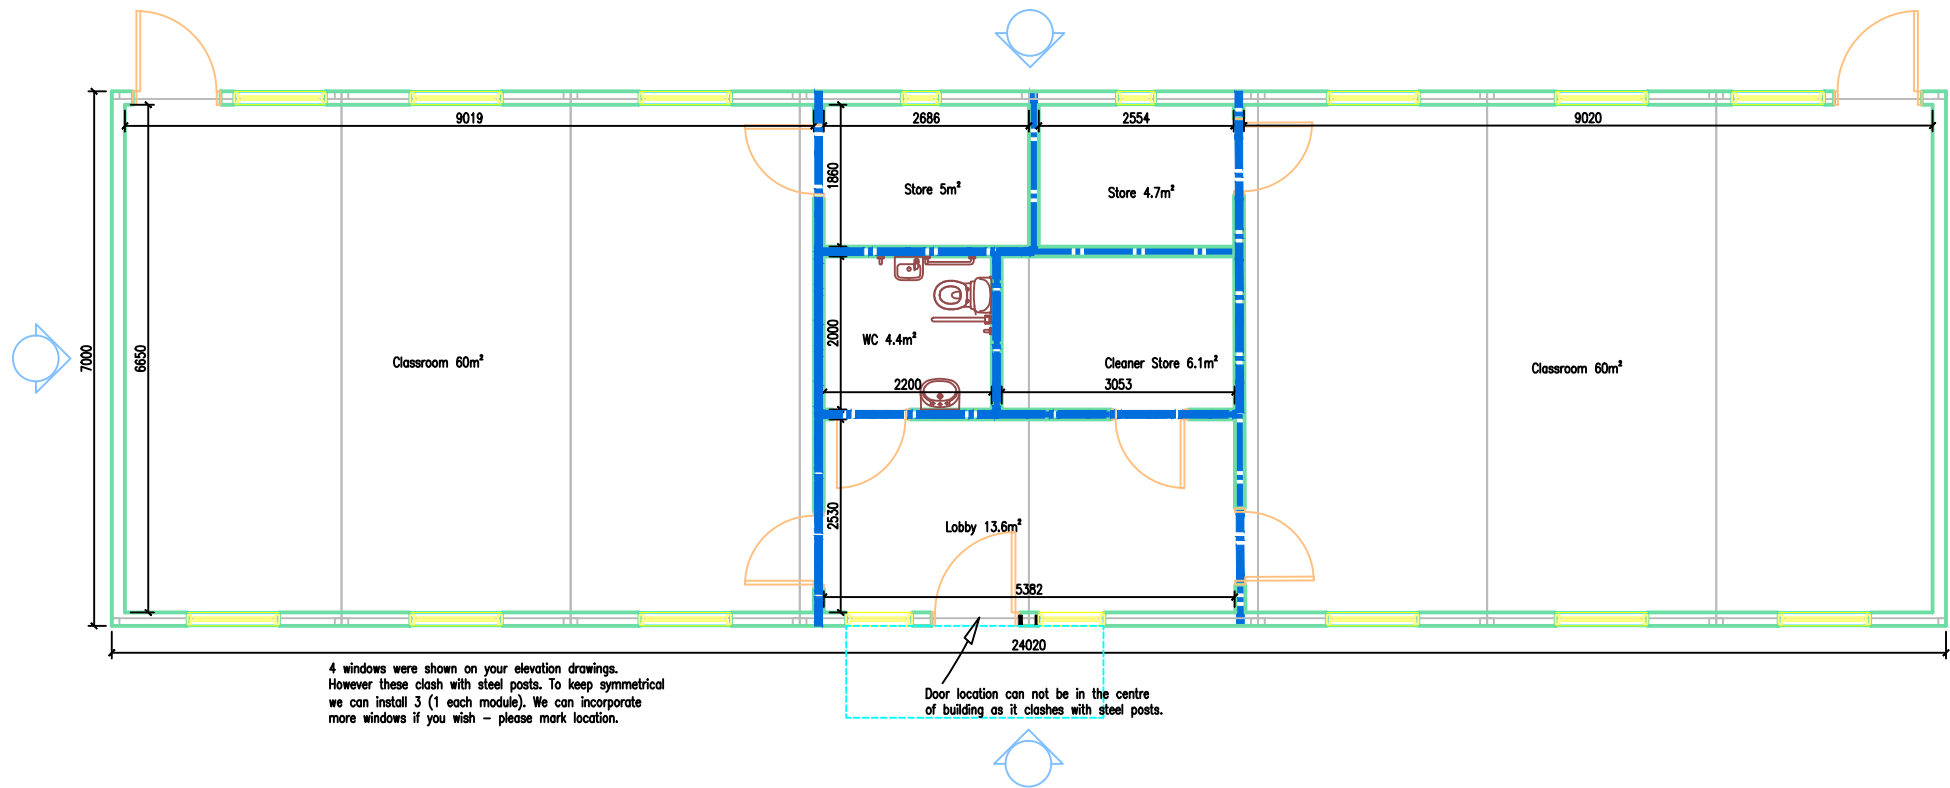 9019
2686
2554
9020
1860
Store 5m²
Store 4.7m²
7000
6650
2000
WC 4.4m²
Classroom 60m²
Cleaner Store 6.1m²
Classroom 60m²
2200
3053
2530
Lobby 13.6m²
5382
24020
4 windows were shown on your elevation drawings.
However these clash with steel posts. To keep symmetrical
we can install 3 (1 each module). We can incorporate
more windows if you wish – please mark location.
Door location can not be in the centre
of building as it clashes with steel posts.